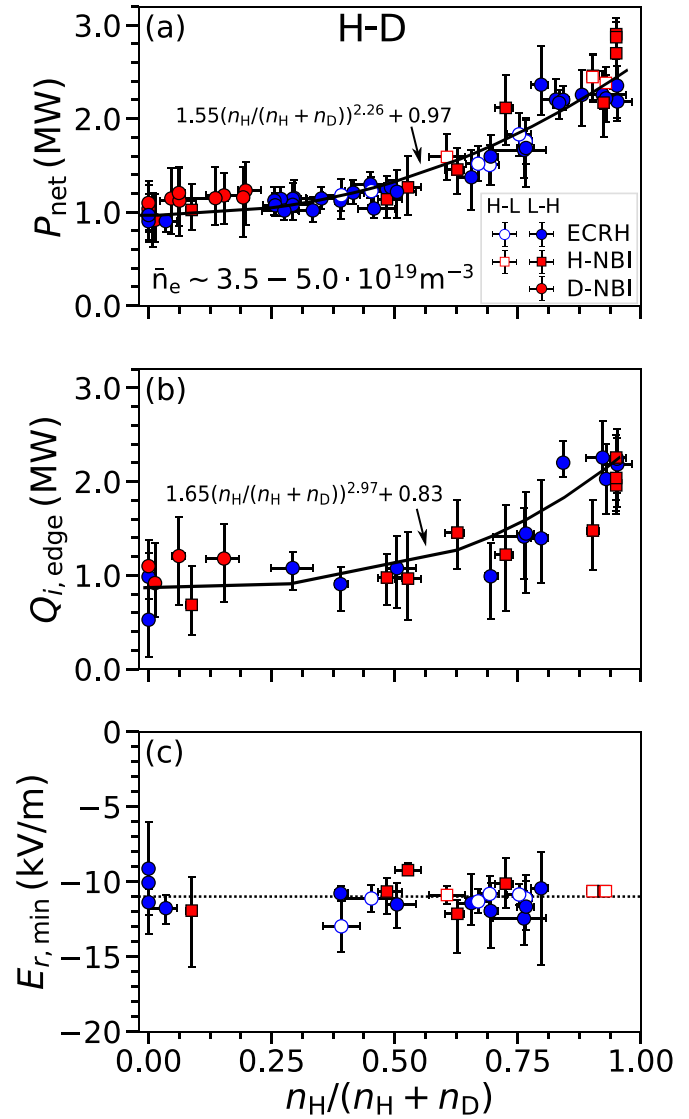 (a)
H-D
3.0
2.0
1.0
0.0
P_net (MW)
1.55(n_H/(n_H + n_D))^2.26 + 0.97
n̄_e ~ 3.5 − 5.0 · 10^19 m^−3
H-L L-H
ECRH
H-NBI
D-NBI
(b)
3.0
2.0
1.0
0.0
Q_i, edge (MW)
1.65(n_H/(n_H + n_D))^2.97 + 0.83
(c)
0
−5
−10
−15
−20
E_r, min (kV/m)
0.00 0.25 0.50 0.75 1.00
n_H/(n_H + n_D)